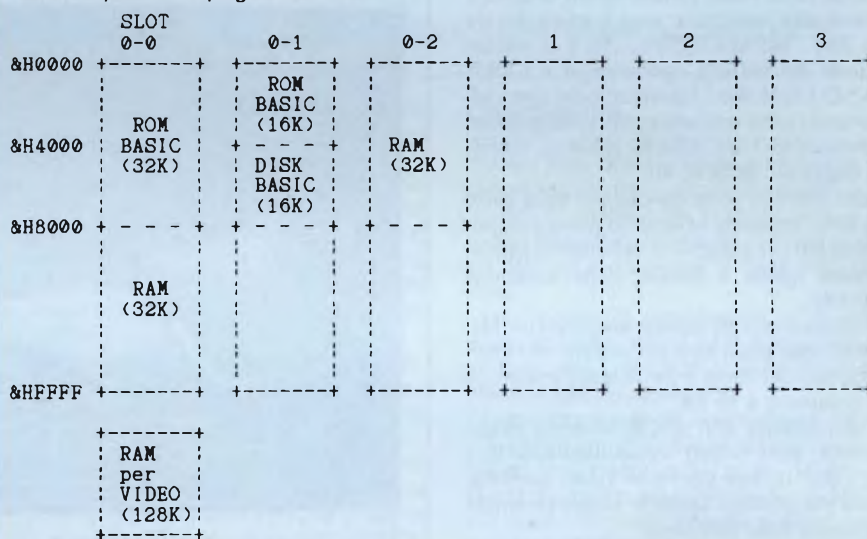 SLOT
0-0 0-1 0-2 1 2 3
&H0000 +--------+ +--------+ +--------+ +--------+ +--------+ +--------+
ROM
BASIC
ROM (16K)
&H4000 BASIC + - - - + RAM
(32K) DISK (32K)
BASIC
(16K)
&H8000 + - - - + + - - - + + - - - +
RAM
(32K)
&HFFFF +--------+ +--------+ +--------+ +--------+ +--------+ +--------+
+--------+
RAM
per
VIDEO
(128K)
+--------+